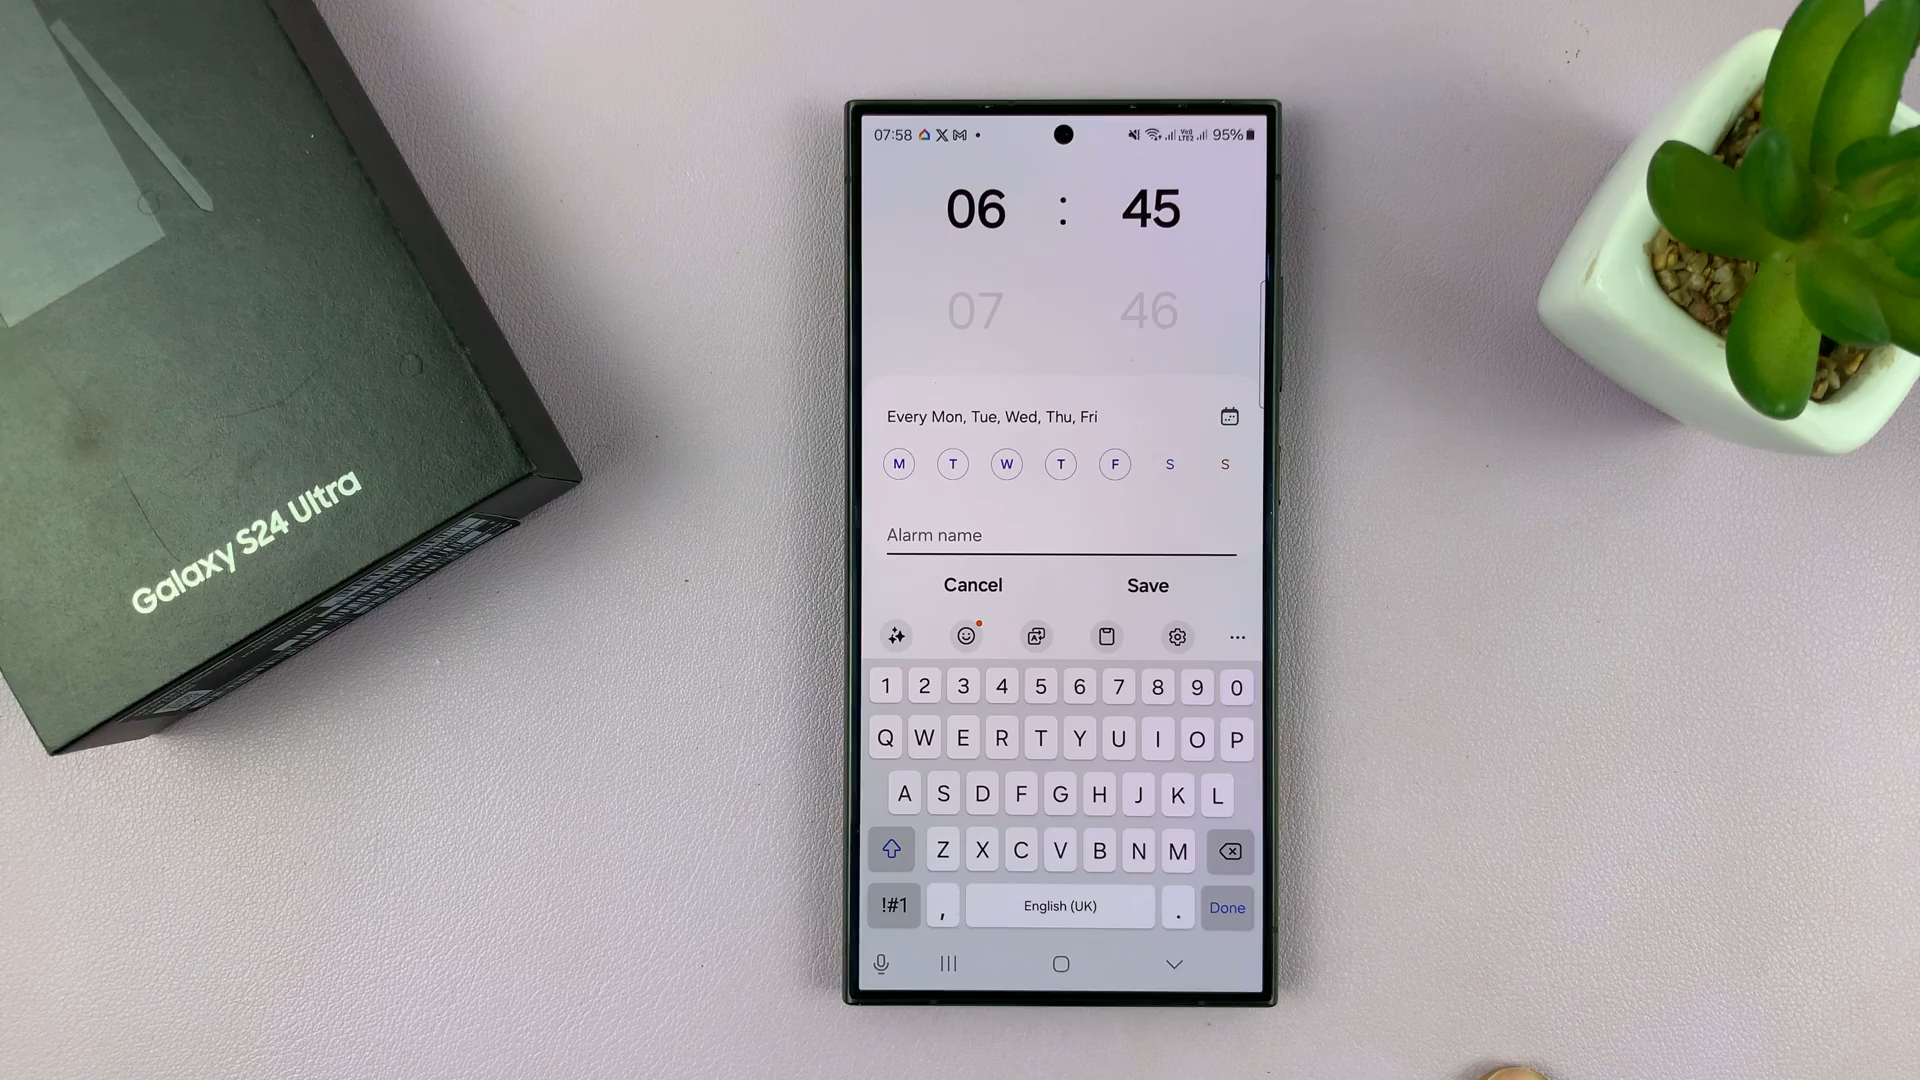 Galaxy S24 Ultra
07:58 95%
06 : 45
07 46
Every Mon, Tue, Wed, Thu, Fri
M T W T F S S
Alarm name
Cancel Save
1 2 3 4 5 6 7 8 9 0
Q W E R T Y U I O P
A S D F G H J K L
Z X C V B N M
!#1 , English (UK) . Done